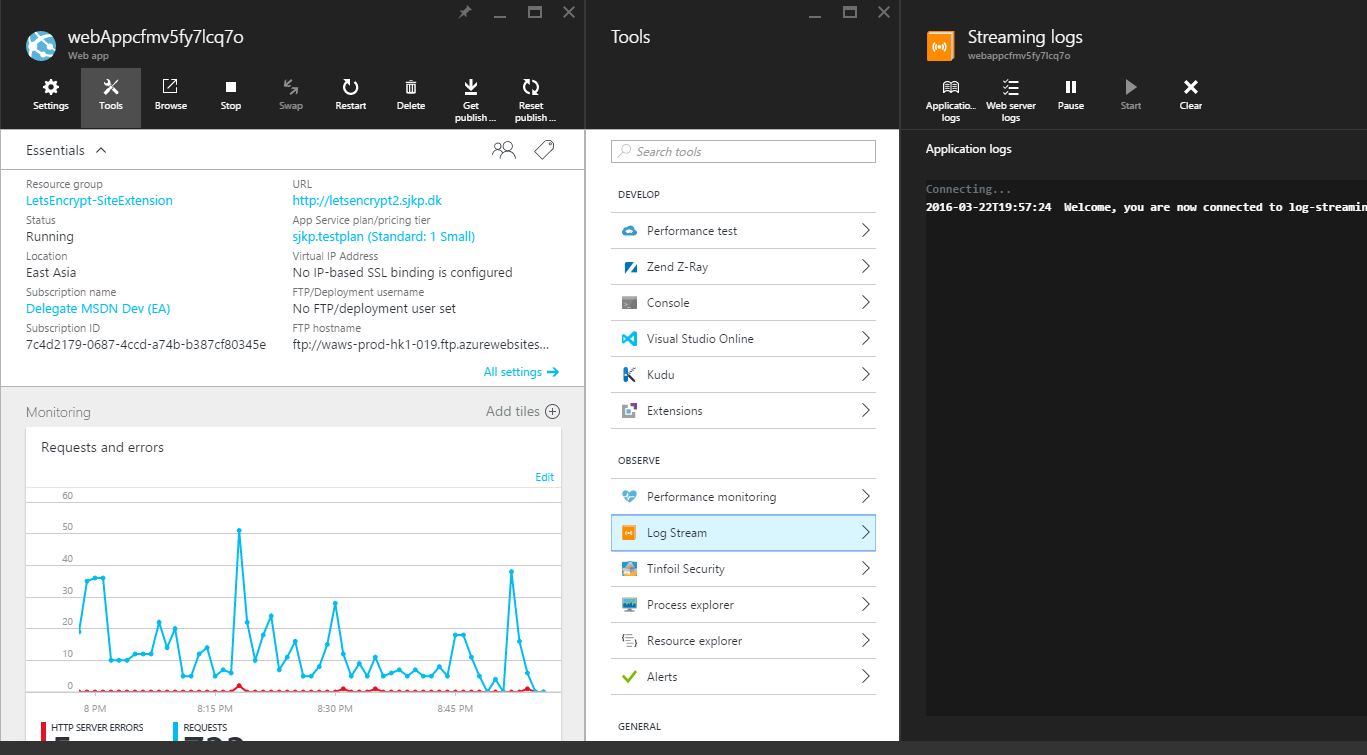 webAppcfmv5fy7lcq7o
Web app
Settings
Tools
Browse
Stop
Swap
Restart
Delete
Get
publish ...
Reset
publish ...
Essentials
Resource group
LetsEncrypt-SiteExtension
Status
Running
Location
East Asia
Subscription name
Delegate MSDN Dev (EA)
Subscription ID
7c4d2179-0687-4ccd-a74b-b387cf80345e
URL
http://letsencrypt2.sjkp.dk
App Service plan/pricing tier
sjkp.testplan (Standard: 1 Small)
Virtual IP Address
No IP-based SSL binding is configured
FTP/Deployment username
No FTP/deployment user set
FTP hostname
ftp://waws-prod-hk1-019.ftp.azurewebsites...
All settings
Monitoring
Add tiles
Requests and errors
Edit
60
50
40
30
20
10
0
8 PM
8:15 PM
8:30 PM
8:45 PM
HTTP SERVER ERRORS
REQUESTS
Tools
Search tools
DEVELOP
Performance test
Zend Z-Ray
Console
Visual Studio Online
Kudu
Extensions
OBSERVE
Performance monitoring
Log Stream
Tinfoil Security
Process explorer
Resource explorer
Alerts
GENERAL
Streaming logs
webappcfmv5fy7lcq7o
Applicatio...
logs
Web server
logs
Pause
Start
Clear
Application logs
Connecting...
2016-03-22T19:57:24 Welcome, you are now connected to log-streamin